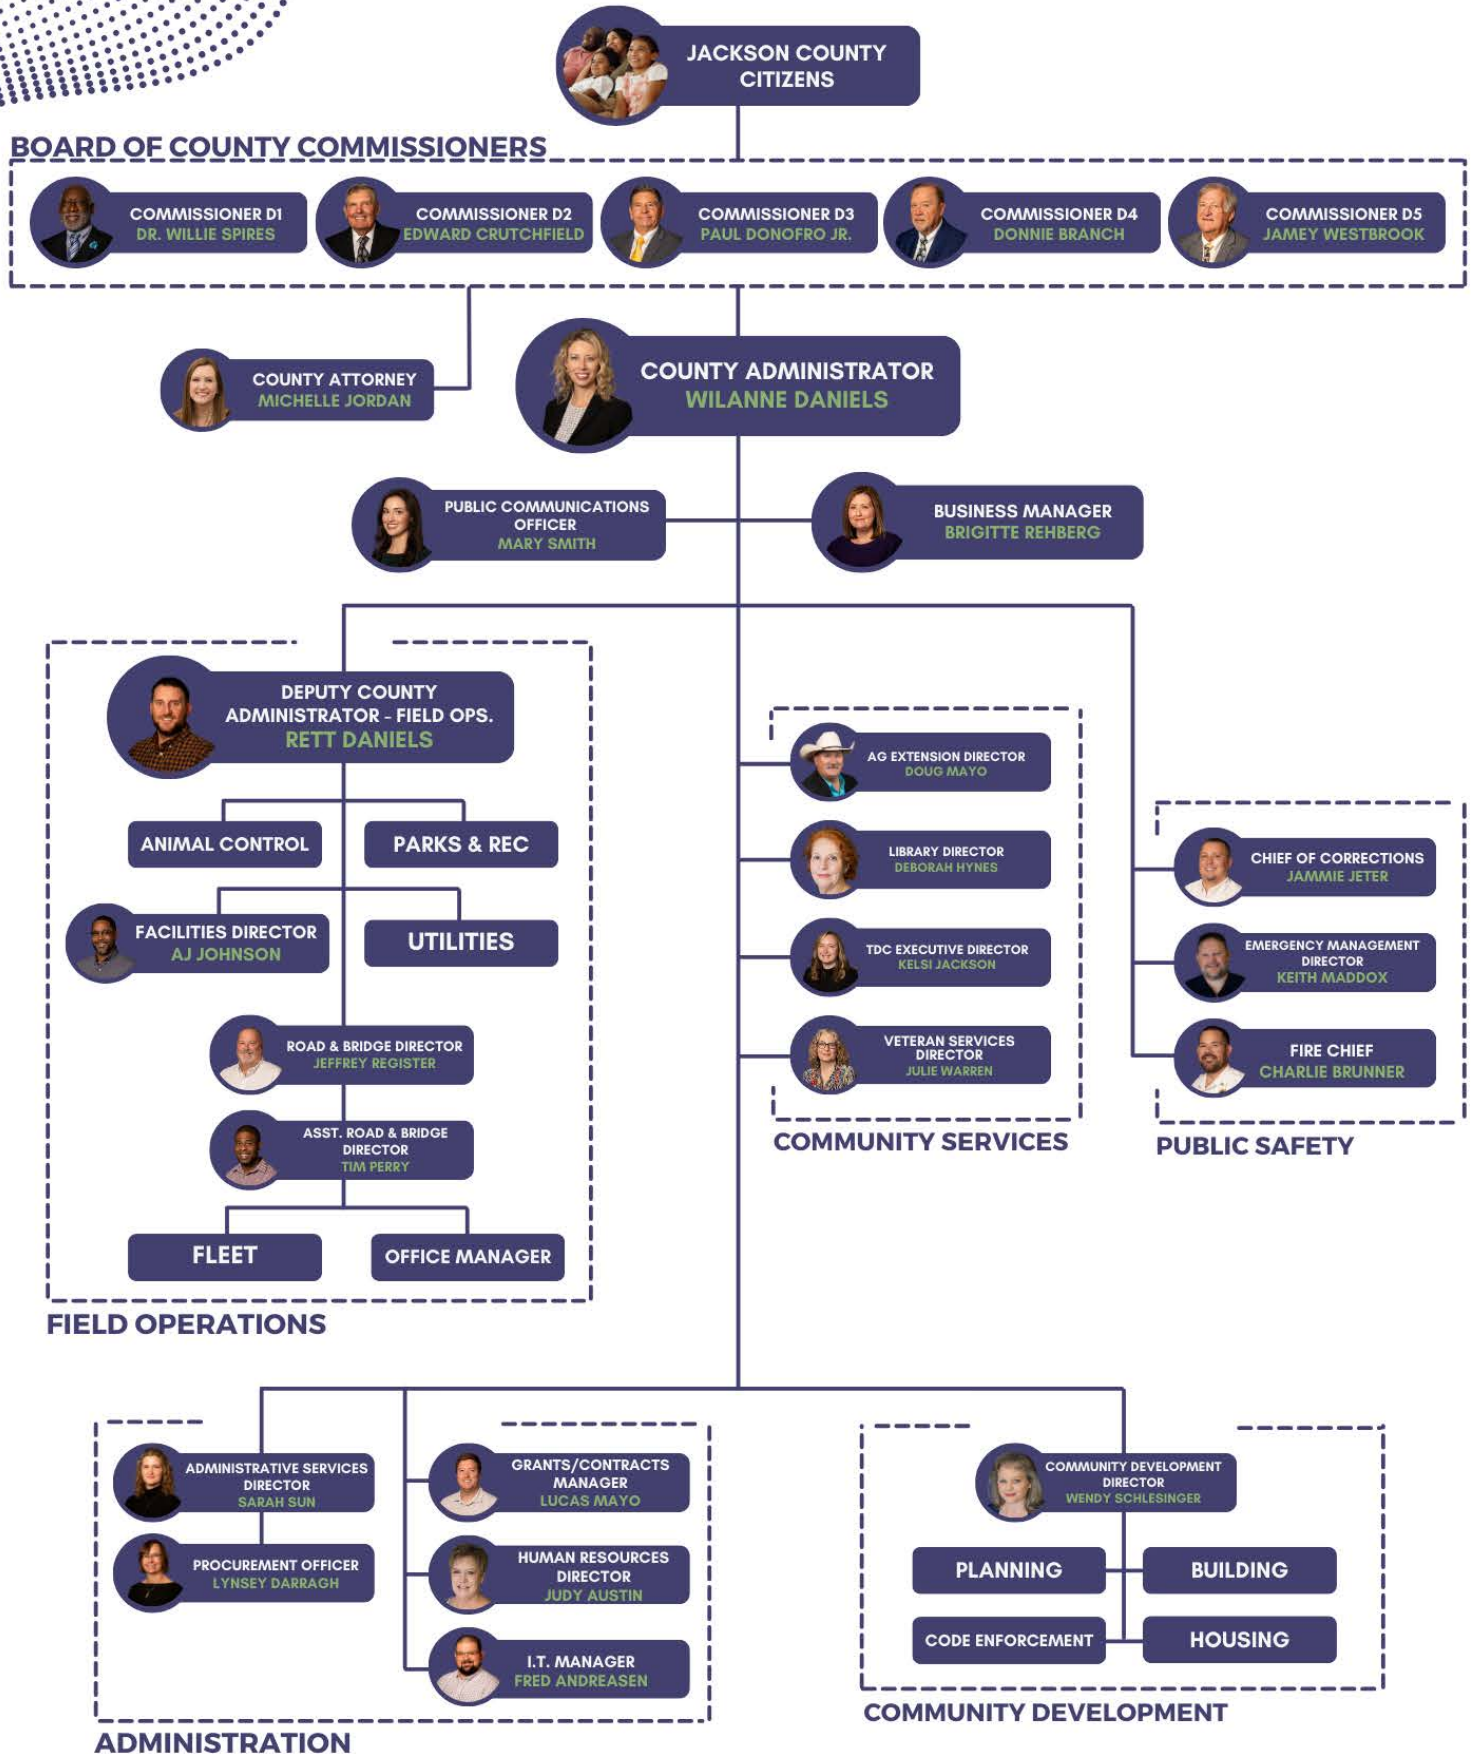 JACKSON COUNTY
CITIZENS
BOARD OF COUNTY COMMISSIONERS
COMMISSIONER D1
DR. WILLIE SPIRES
COMMISSIONER D2
EDWARD CRUTCHFIELD
COMMISSIONER D3
PAUL DONOFRO JR.
COMMISSIONER D4
DONNIE BRANCH
COMMISSIONER D5
JAMEY WESTBROOK
COUNTY ATTORNEY
MICHELLE JORDAN
COUNTY ADMINISTRATOR
WILANNE DANIELS
PUBLIC COMMUNICATIONS
OFFICER
MARY SMITH
BUSINESS MANAGER
BRIGITTE REHBERG
DEPUTY COUNTY
ADMINISTRATOR - FIELD OPS.
RETT DANIELS
ANIMAL CONTROL
PARKS & REC
FACILITIES DIRECTOR
AJ JOHNSON
UTILITIES
ROAD & BRIDGE DIRECTOR
JEFFREY REGISTER
ASST. ROAD & BRIDGE
DIRECTOR
TIM PERRY
FLEET
OFFICE MANAGER
FIELD OPERATIONS
AG EXTENSION DIRECTOR
DOUG MAYO
LIBRARY DIRECTOR
DEBORAH HYNES
TDC EXECUTIVE DIRECTOR
KELSI JACKSON
VETERAN SERVICES
DIRECTOR
JULIE WARREN
COMMUNITY SERVICES
CHIEF OF CORRECTIONS
JAMMIE JETER
EMERGENCY MANAGEMENT
DIRECTOR
KEITH MADDOX
FIRE CHIEF
CHARLIE BRUNNER
PUBLIC SAFETY
ADMINISTRATIVE SERVICES
DIRECTOR
SARAH SUN
PROCUREMENT OFFICER
LYNSEY DARRAGH
GRANTS/CONTRACTS
MANAGER
LUCAS MAYO
HUMAN RESOURCES
DIRECTOR
JUDY AUSTIN
I.T. MANAGER
FRED ANDREASEN
ADMINISTRATION
COMMUNITY DEVELOPMENT
DIRECTOR
WENDY SCHLESINGER
PLANNING
BUILDING
CODE ENFORCEMENT
HOUSING
COMMUNITY DEVELOPMENT